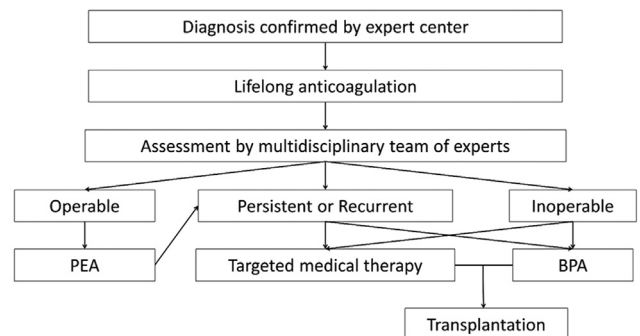 Diagnosis confirmed by expert center
Lifelong anticoagulation
Assessment by multidisciplinary team of experts
Operable
Persistent or Recurrent
Inoperable
PEA
Targeted medical therapy
BPA
Transplantation